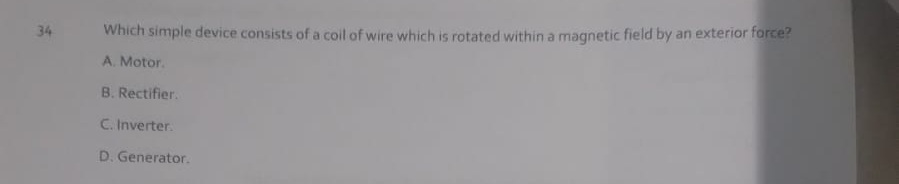 34 Which simple device consists of a coil of wire which is rotated within a magnetic field by an exterior force?
A. Motor.
B. Rectifier.
C. Inverter.
D. Generator.